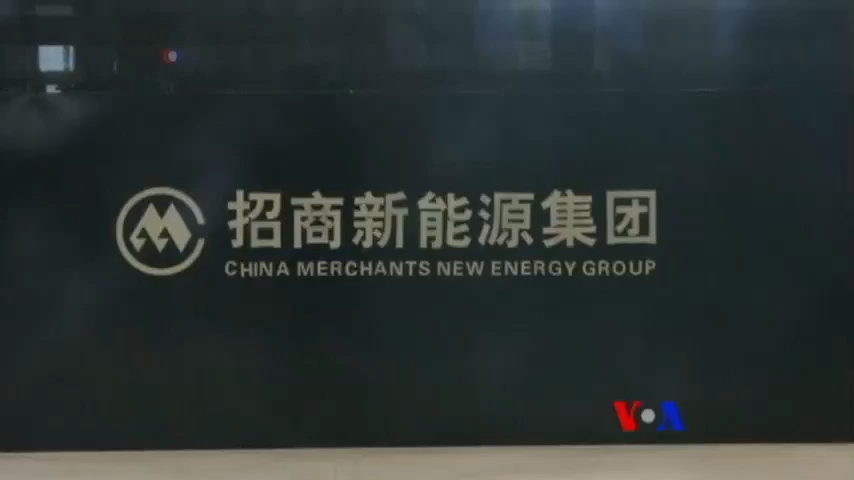 招商新能源集团
CHINA MERCHANTS NEW ENERGY GROUP
VOA